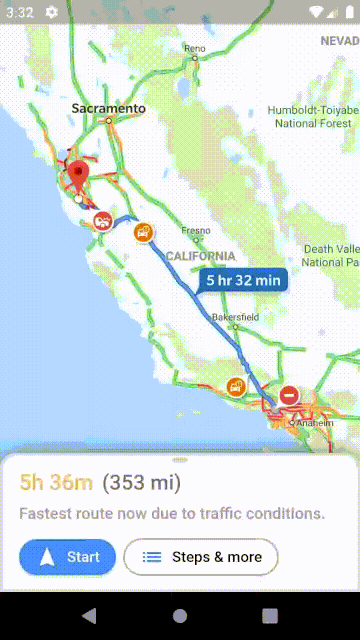 3:32
Reno
NEVAD
Sacramento
Humboldt-Toiyabe
National Forest
Fresno
Death Valle
National Pa
CALIFORNIA
5 hr 32 min
Bakersfield
Anaheim
5h 36m (353 mi)
Fastest route now due to traffic conditions.
Start
Steps & more